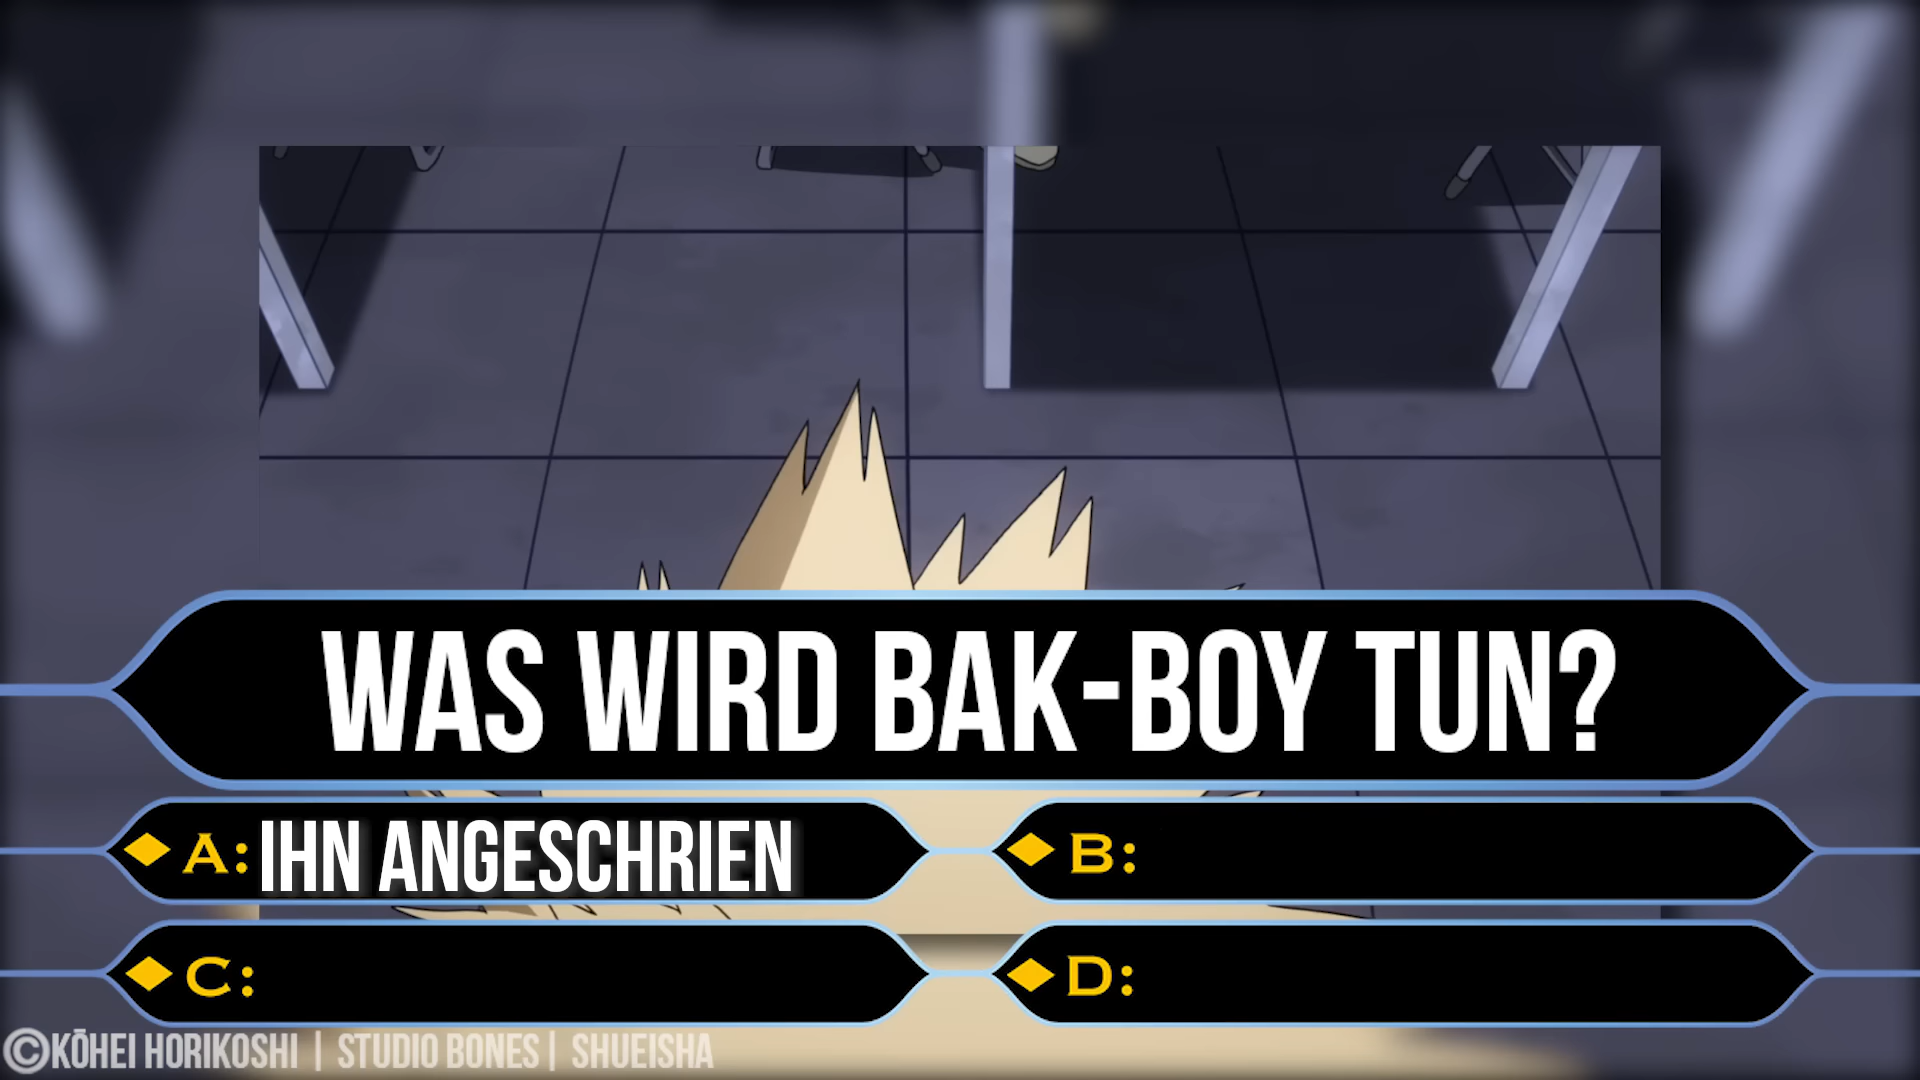 WAS WIRD BAK-BOY TUN?
A: IHN ANGESCHRIEN
B:
C:
D:
©KŌHEI HORIKOSHI | STUDIO BONES | SHUEISHA